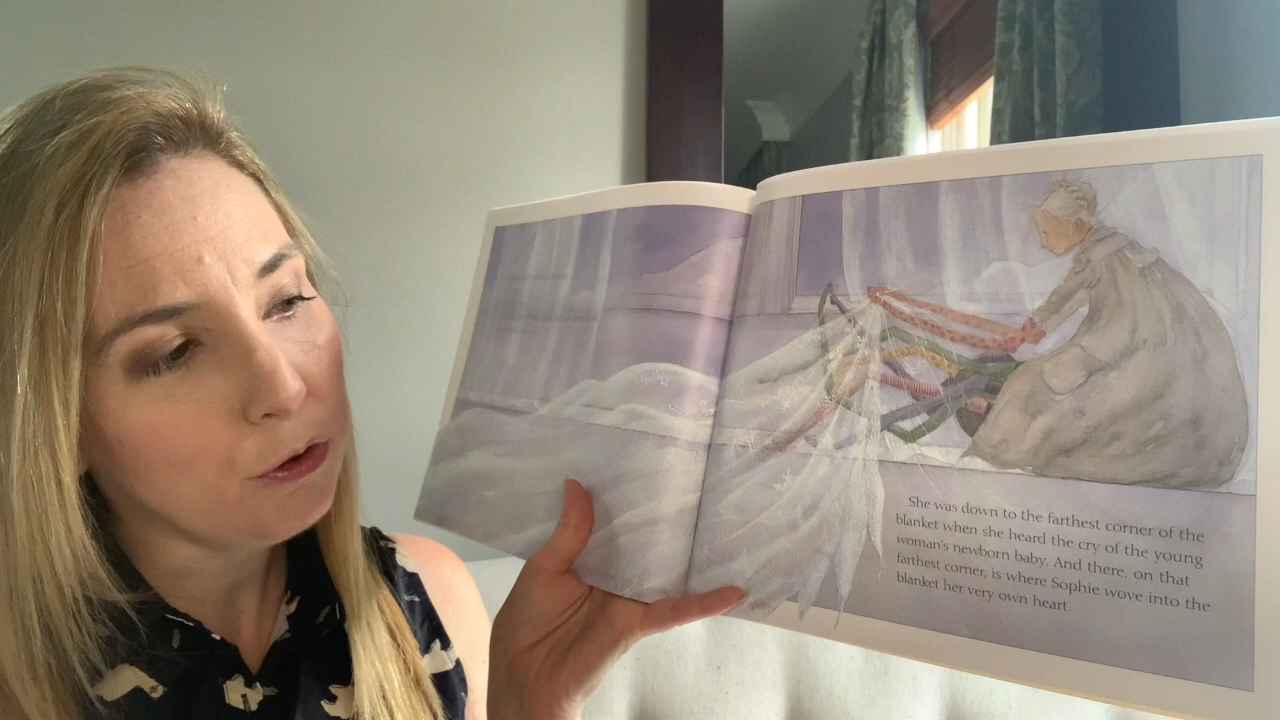 She was down to the farthest corner of the
blanket when she heard the cry of the young
woman's newborn baby. And there, on that
farthest corner, is where Sophie wove into the
blanket her very own heart.